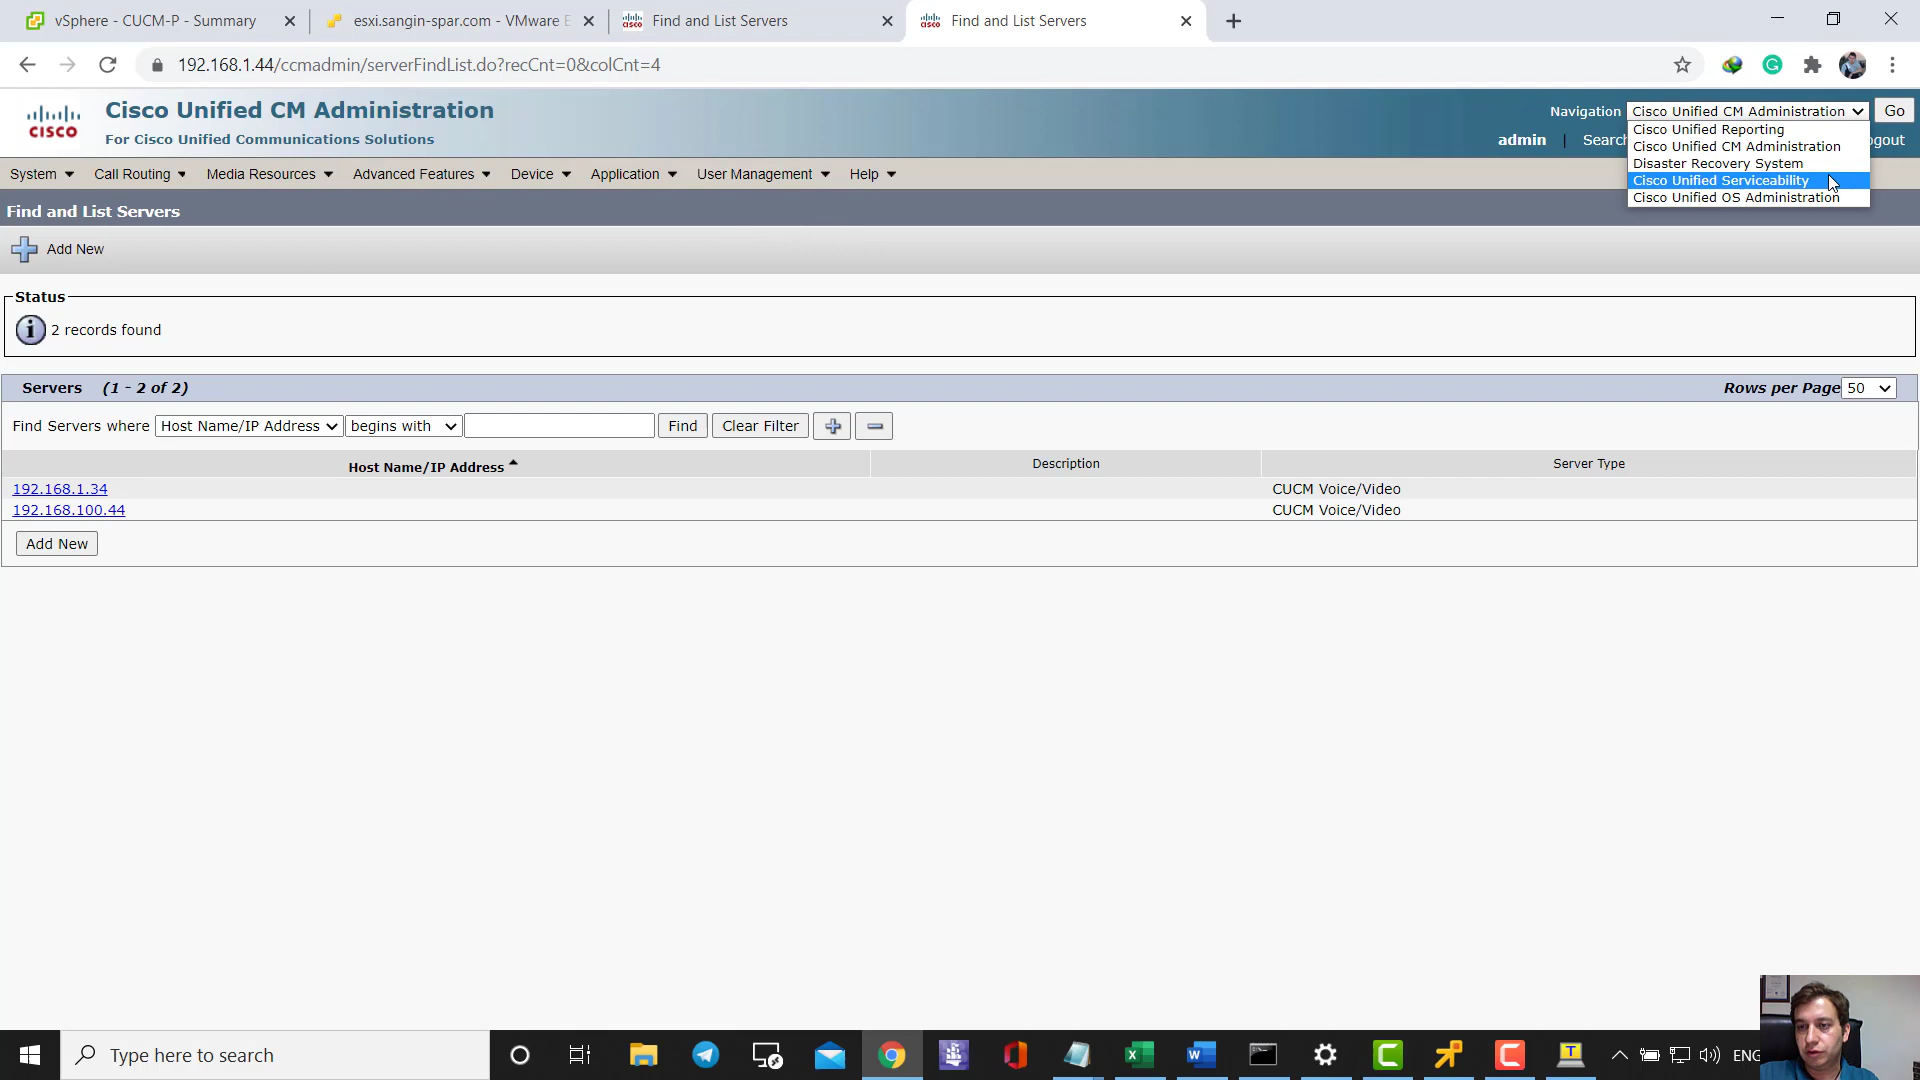 vSphere - CUCM-P - Summary
esxi.sangin-spar.com - VMware E
Find and List Servers
Find and List Servers
192.168.1.44/ccmadmin/serverFindList.do?recCnt=0&colCnt=4
CISCO
Cisco Unified CM Administration
For Cisco Unified Communications Solutions
Navigation Cisco Unified CM Administration Go
Cisco Unified Reporting
Cisco Unified CM Administration
Disaster Recovery System
Cisco Unified Serviceability
Cisco Unified OS Administration
admin | Search ogout
System Call Routing Media Resources Advanced Features Device Application User Management Help
Find and List Servers
Add New
Status
2 records found
Servers (1 - 2 of 2) Rows per Page 50
Find Servers where Host Name/IP Address begins with Find Clear Filter
Host Name/IP Address Description Server Type
192.168.1.34 CUCM Voice/Video
192.168.100.44 CUCM Voice/Video
Add New
Type here to search
ENG